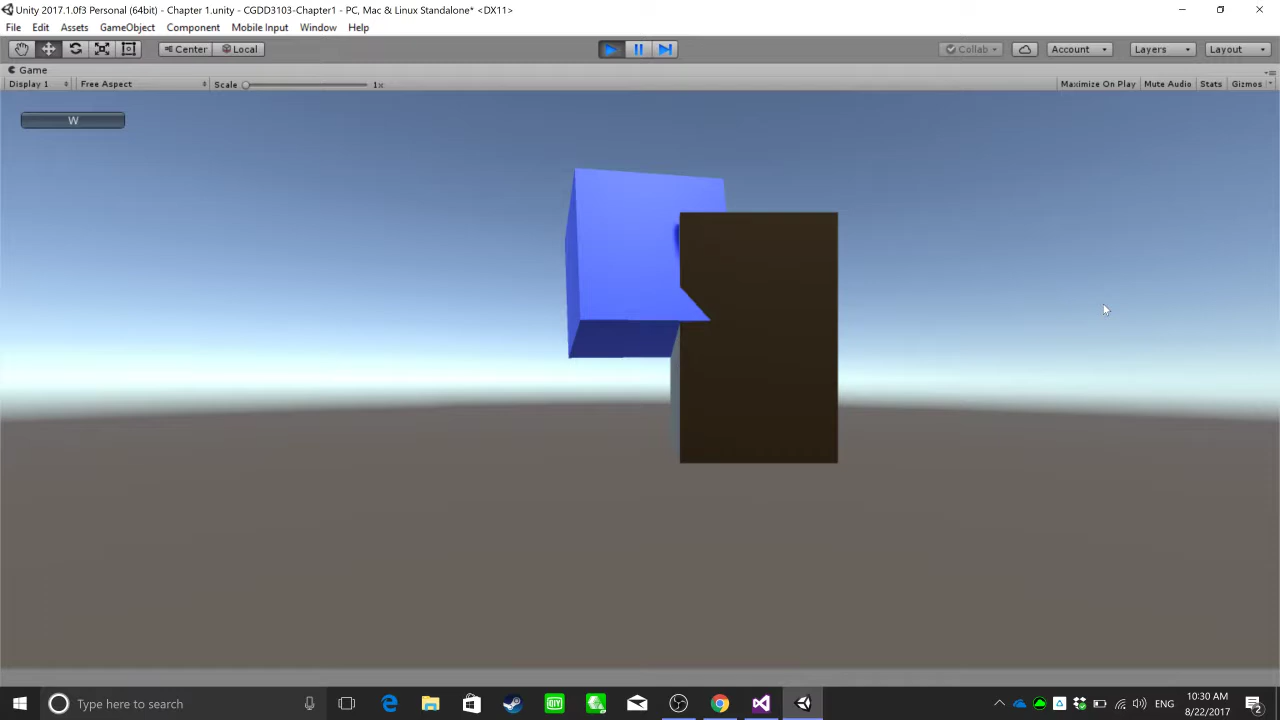 Unity 2017.1.0f3 Personal (64bit) - Chapter 1.unity - CGDD3103-Chapter1 - PC, Mac & Linux Standalone* <DX11>
File Edit Assets GameObject Component Mobile Input Window Help
Center Local Collab Account Layers Layout
Game
Display 1 Free Aspect Scale 1x Maximize On Play Mute Audio Stats Gizmos
W
10:30 AM
Type here to search DIY ENG 2
8/22/2017